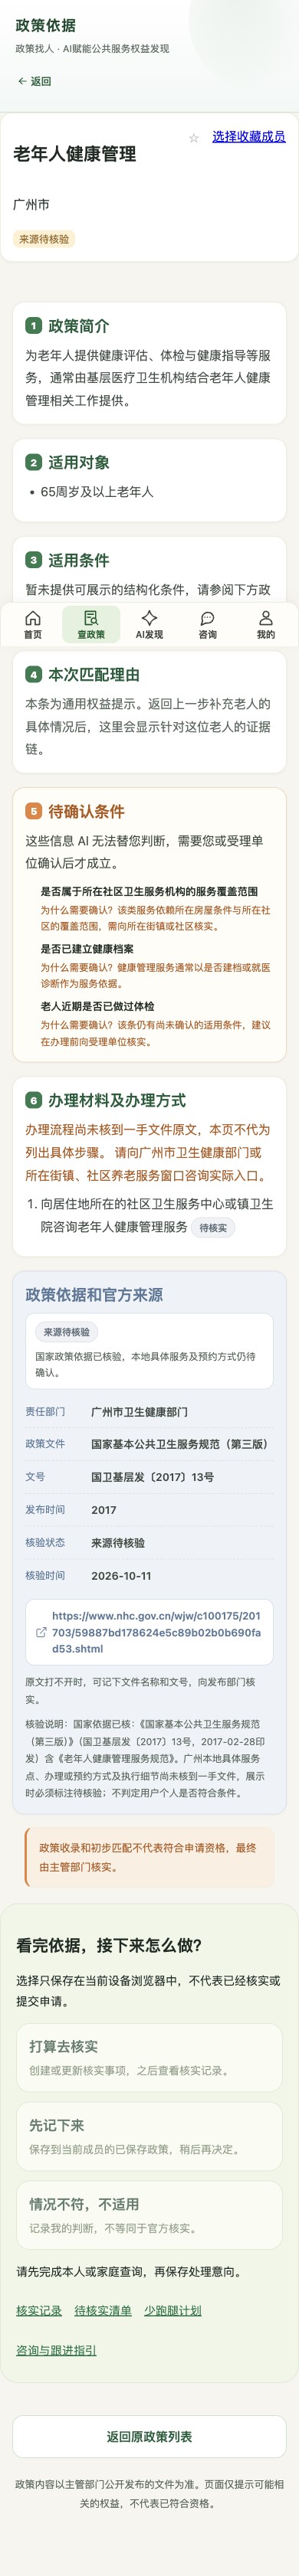 政策依据
政策找人 · AI赋能公共服务权益发现
← 返回
☆ 选择收藏成员
老年人健康管理
广州市
来源待核验
1 政策简介
为老年人提供健康评估、体检与健康指导等服
务，通常由基层医疗卫生机构结合老年人健康
管理相关工作提供。
2 适用对象
• 65周岁及以上老年人
3 适用条件
暂未提供可展示的结构化条件，请参阅下方政
首页 查政策 AI发现 咨询 我的
4 本次匹配理由
本条为通用权益提示。返回上一步补充老人的
具体情况后，这里会显示针对这位老人的证据
链。
5 待确认条件
这些信息 AI 无法替您判断，需要您或受理单
位确认后才成立。
是否属于所在社区卫生服务机构的服务覆盖范围
为什么需要确认？该类服务依赖所在房屋条件与所在社
区的覆盖范围，需向所在街镇或社区核实。
是否已建立健康档案
为什么需要确认？健康管理服务通常以是否建档或就医
诊断作为服务依据。
老人近期是否已做过体检
为什么需要确认？该条仍有尚未确认的适用条件，建议
在办理前向受理单位核实。
6 办理材料及办理方式
办理流程尚未核到一手文件原文，本页不代为
列出具体步骤。 请向广州市卫生健康部门或
所在街镇、社区养老服务窗口咨询实际入口。
1. 向居住地所在的社区卫生服务中心或镇卫生
院咨询老年人健康管理服务 待核实
政策依据和官方来源
来源待核验
国家政策依据已核验，本地具体服务及预约方式仍待
确认。
责任部门 广州市卫生健康部门
政策文件 国家基本公共卫生服务规范（第三版）
文号 国卫基层发〔2017〕13号
发布时间 2017
核验状态 来源待核验
核验时间 2026-10-11
https://www.nhc.gov.cn/wjw/c100175/201
703/59887bd178624e5c89b02b0b690fa
d53.shtml
原文打不开时，可记下文件名称和文号，向发布部门核
实。
核验说明：国家依据已核：《国家基本公共卫生服务规范
（第三版）》（国卫基层发〔2017〕13号，2017-02-28印
发）含《老年人健康管理服务规范》。广州本地具体服务
点、办理或预约方式及执行细节尚未核到一手文件，展示
时必须标注待核验；不判定用户个人是否符合条件。
政策收录和初步匹配不代表符合申请资格，最终
由主管部门核实。
看完依据，接下来怎么做？
选择只保存在当前设备浏览器中，不代表已经核实或
提交申请。
打算去核实
创建或更新核实事项，之后查看核实记录。
先记下来
保存到当前成员的已保存政策，稍后再决定。
情况不符，不适用
记录我的判断，不等同于官方核实。
请先完成本人或家庭查询，再保存处理意向。
核实记录 待核实清单 少跑腿计划
咨询与跟进指引
返回原政策列表
政策内容以主管部门公开发布的文件为准。页面仅提示可能相
关的权益，不代表已符合资格。